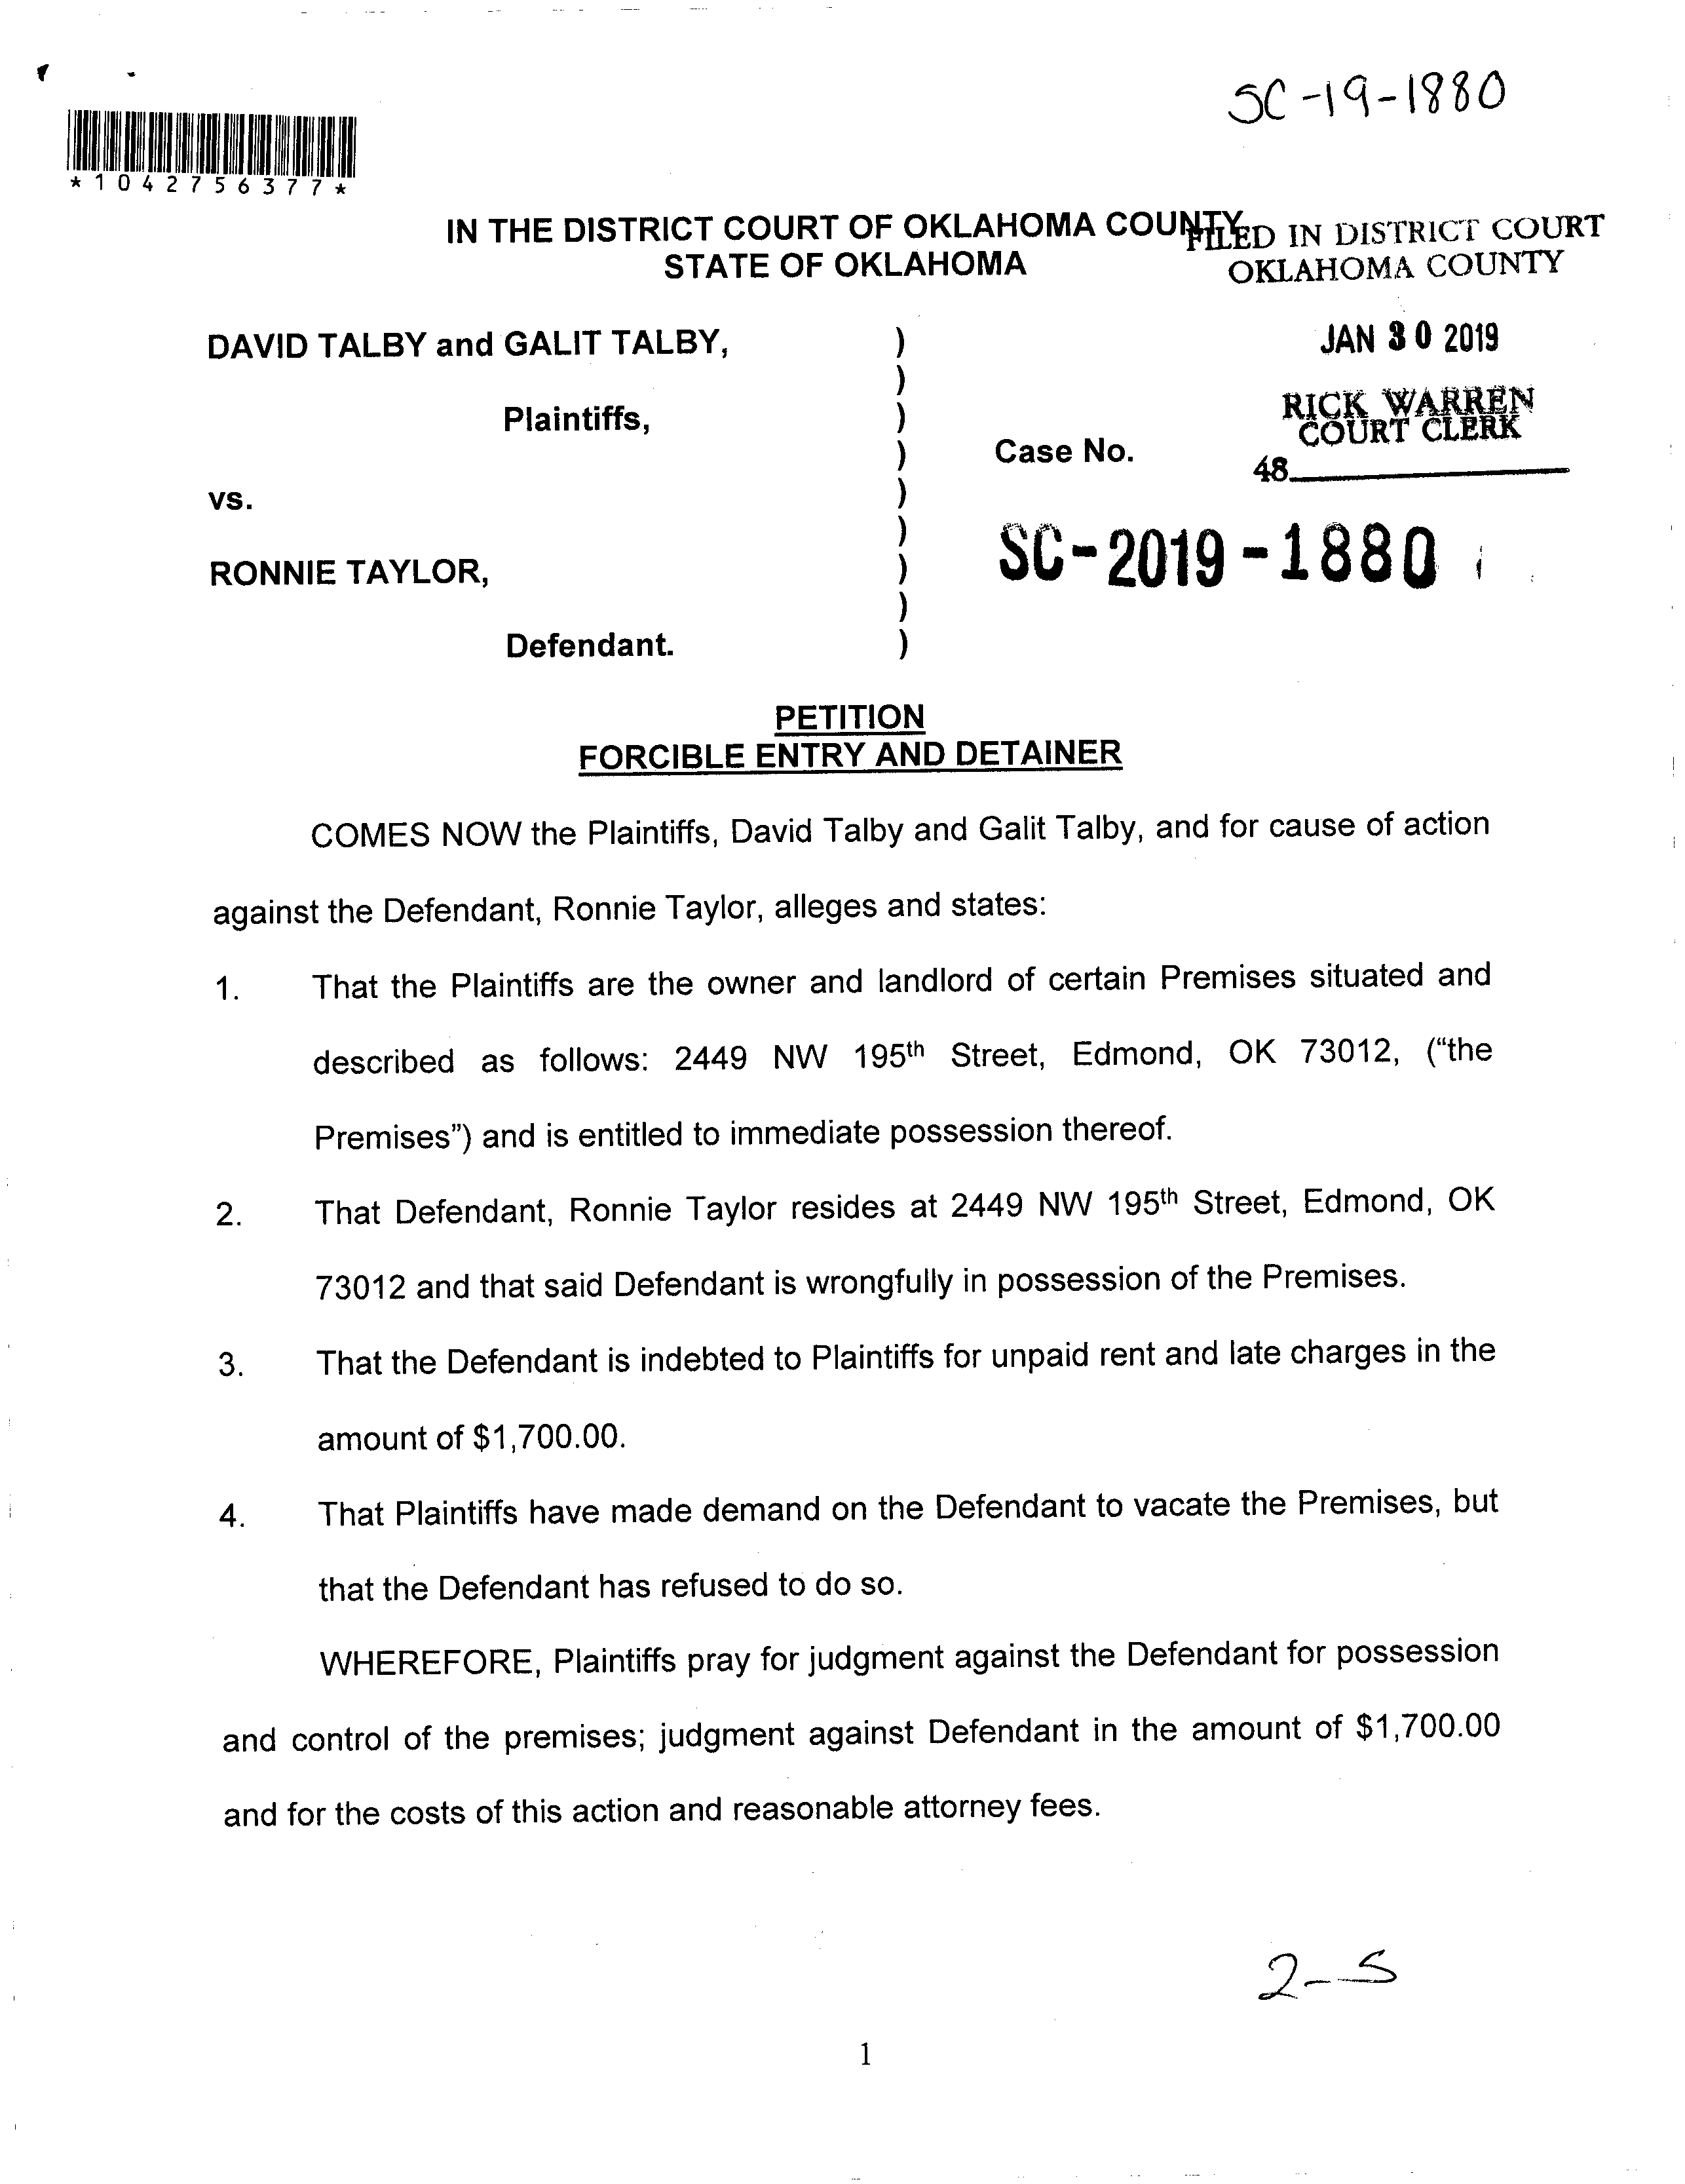 SC-19-1880
*1042756377*
IN THE DISTRICT COURT OF OKLAHOMA COUNTY
STATE OF OKLAHOMA
FILED IN DISTRICT COURT
OKLAHOMA COUNTY
JAN 30 2019
RICK WARREN
COURT CLERK
48
DAVID TALBY and GALIT TALBY, )
)
Plaintiffs, )
) Case No.
vs. )
) SC-2019-1880
RONNIE TAYLOR, )
)
Defendant. )
PETITION
FORCIBLE ENTRY AND DETAINER
COMES NOW the Plaintiffs, David Talby and Galit Talby, and for cause of action
against the Defendant, Ronnie Taylor, alleges and states:
1. That the Plaintiffs are the owner and landlord of certain Premises situated and
described as follows: 2449 NW 195th Street, Edmond, OK 73012, (“the
Premises”) and is entitled to immediate possession thereof.
2. That Defendant, Ronnie Taylor resides at 2449 NW 195th Street, Edmond, OK
73012 and that said Defendant is wrongfully in possession of the Premises.
3. That the Defendant is indebted to Plaintiffs for unpaid rent and late charges in the
amount of $1,700.00.
4. That Plaintiffs have made demand on the Defendant to vacate the Premises, but
that the Defendant has refused to do so.
WHEREFORE, Plaintiffs pray for judgment against the Defendant for possession
and control of the premises; judgment against Defendant in the amount of $1,700.00
and for the costs of this action and reasonable attorney fees.
2-S
1